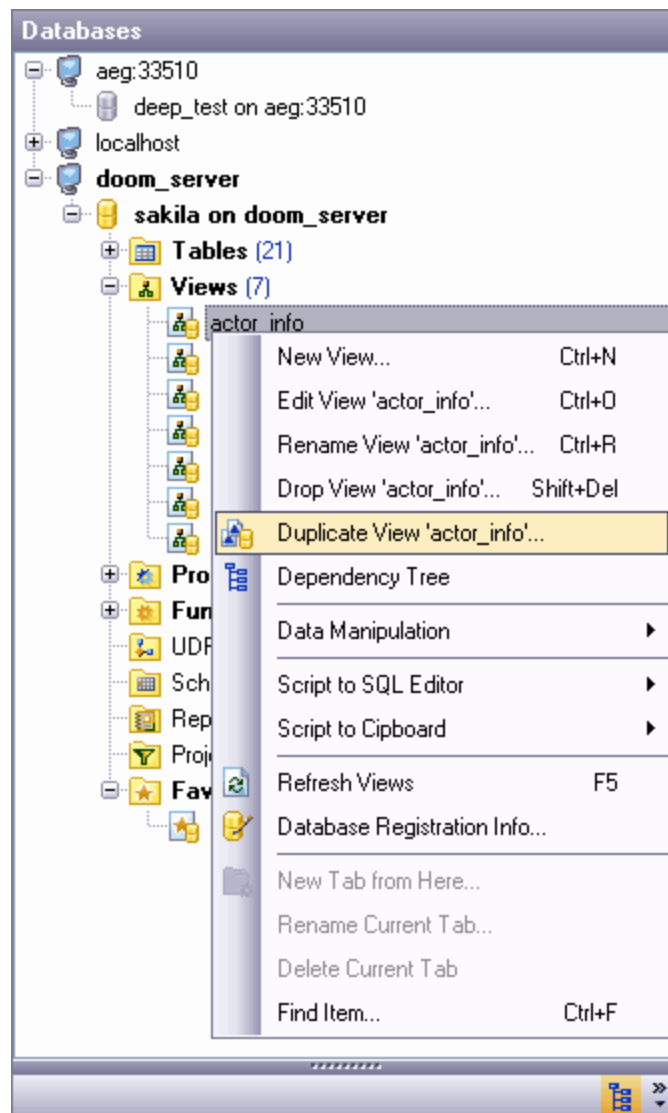 Databases
aeg:33510
deep_test on aeg:33510
localhost
doom_server
sakila on doom_server
Tables (21)
Views (7)
actor_info
New View... Ctrl+N
Edit View 'actor_info'... Ctrl+O
Rename View 'actor_info'... Ctrl+R
Drop View 'actor_info'... Shift+Del
Duplicate View 'actor_info'...
Pro
Dependency Tree
Fun
Data Manipulation
UDF
Sch
Script to SQL Editor
Rep
Script to Cipboard
Proj
Fav
Refresh Views F5
Database Registration Info...
New Tab from Here...
Rename Current Tab...
Delete Current Tab
Find Item... Ctrl+F